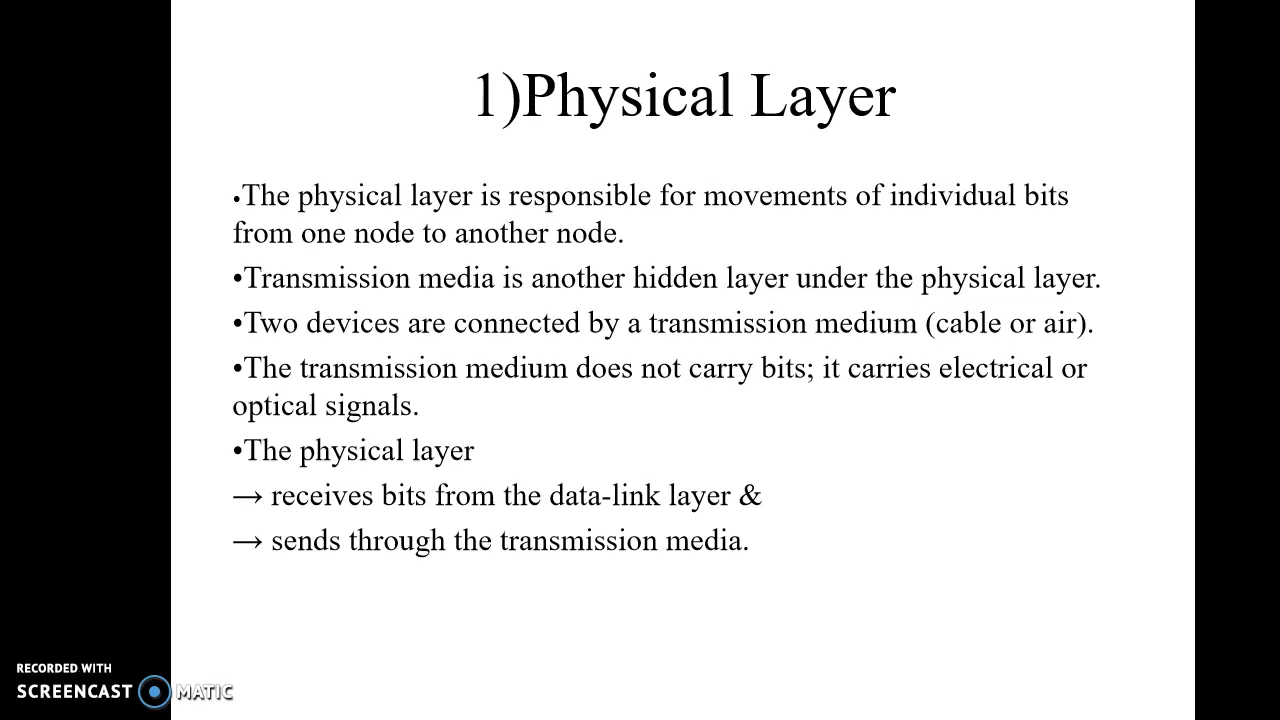 1)Physical Layer
•The physical layer is responsible for movements of individual bits
from one node to another node.
•Transmission media is another hidden layer under the physical layer.
•Two devices are connected by a transmission medium (cable or air).
•The transmission medium does not carry bits; it carries electrical or
optical signals.
•The physical layer
→ receives bits from the data-link layer &
→ sends through the transmission media.
RECORDED WITH
SCREENCAST MATIC